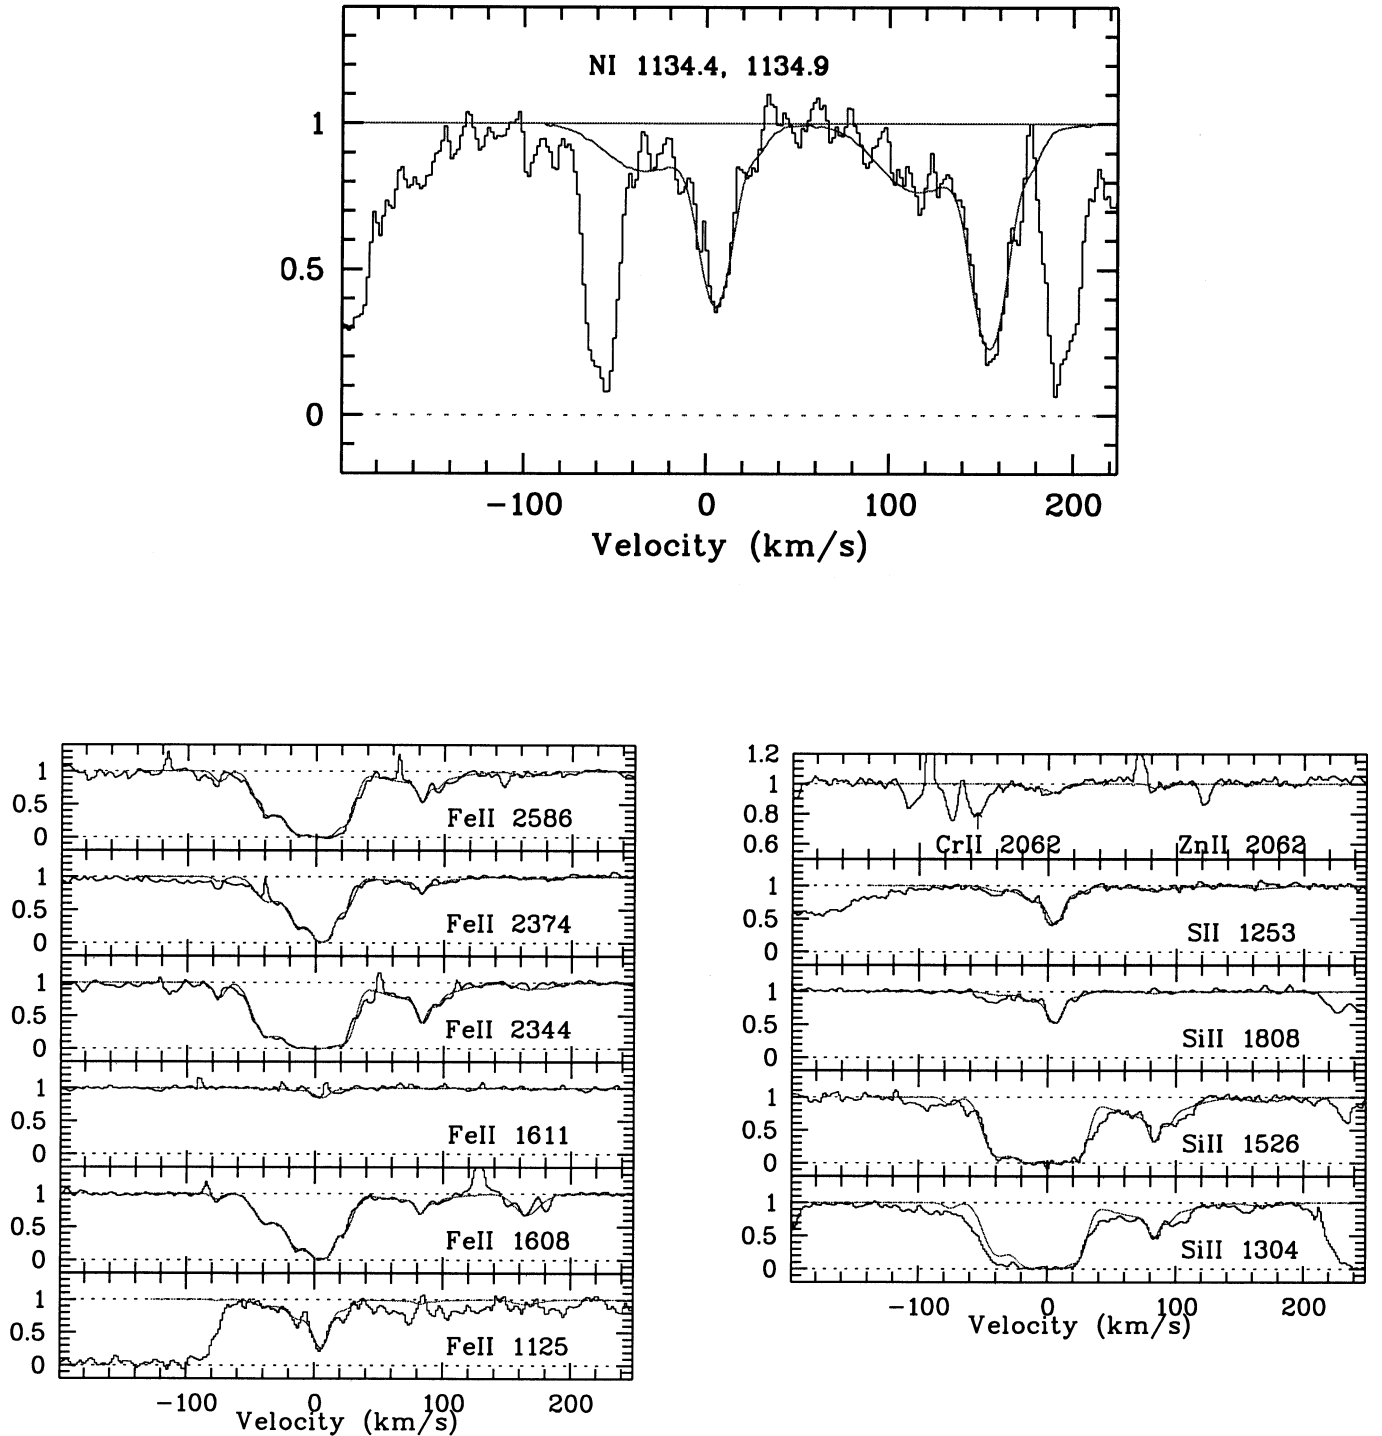 NI 1134.4, 1134.9
1
0.5
0
−100 0 100 200
Velocity (km/s)
1
0.5
0
FeII 2586
1
0.5
0
FeII 2374
1
0.5
0
FeII 2344
1
0.5
0
FeII 1611
1
0.5
0
FeII 1608
1
0.5
0
FeII 1125
−100 0 100 200
Velocity (km/s)
1.2
1
0.8
0.6
CrII 2062 ZnII 2062
1
0.5
0
SII 1253
1
0.5
0
SiII 1808
1
0.5
0
SiII 1526
1
0.5
0
SiII 1304
−100 0 100 200
Velocity (km/s)